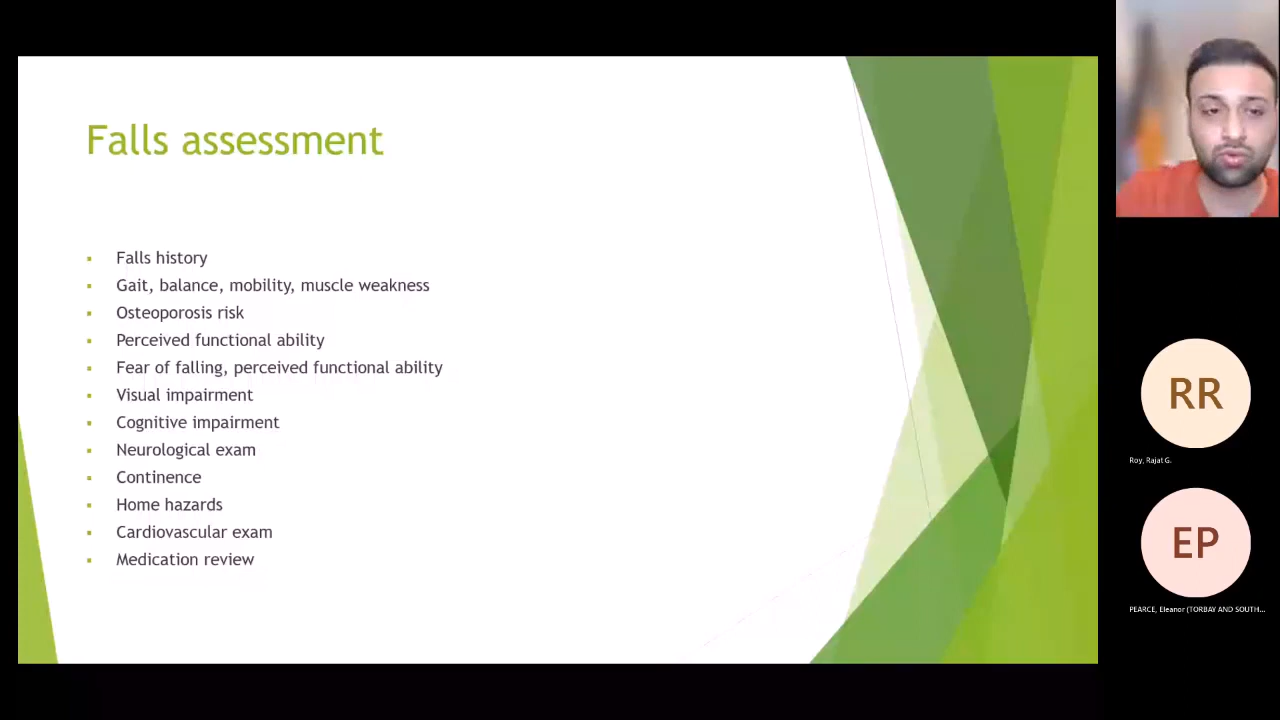 Falls assessment
Falls history
Gait, balance, mobility, muscle weakness
Osteoporosis risk
Perceived functional ability
Fear of falling, perceived functional ability
Visual impairment
Cognitive impairment
Neurological exam
Continence
Home hazards
Cardiovascular exam
Medication review
RR
Roy, Rajat G.
EP
PEARCE, Eleanor (TORBAY AND SOUTH...